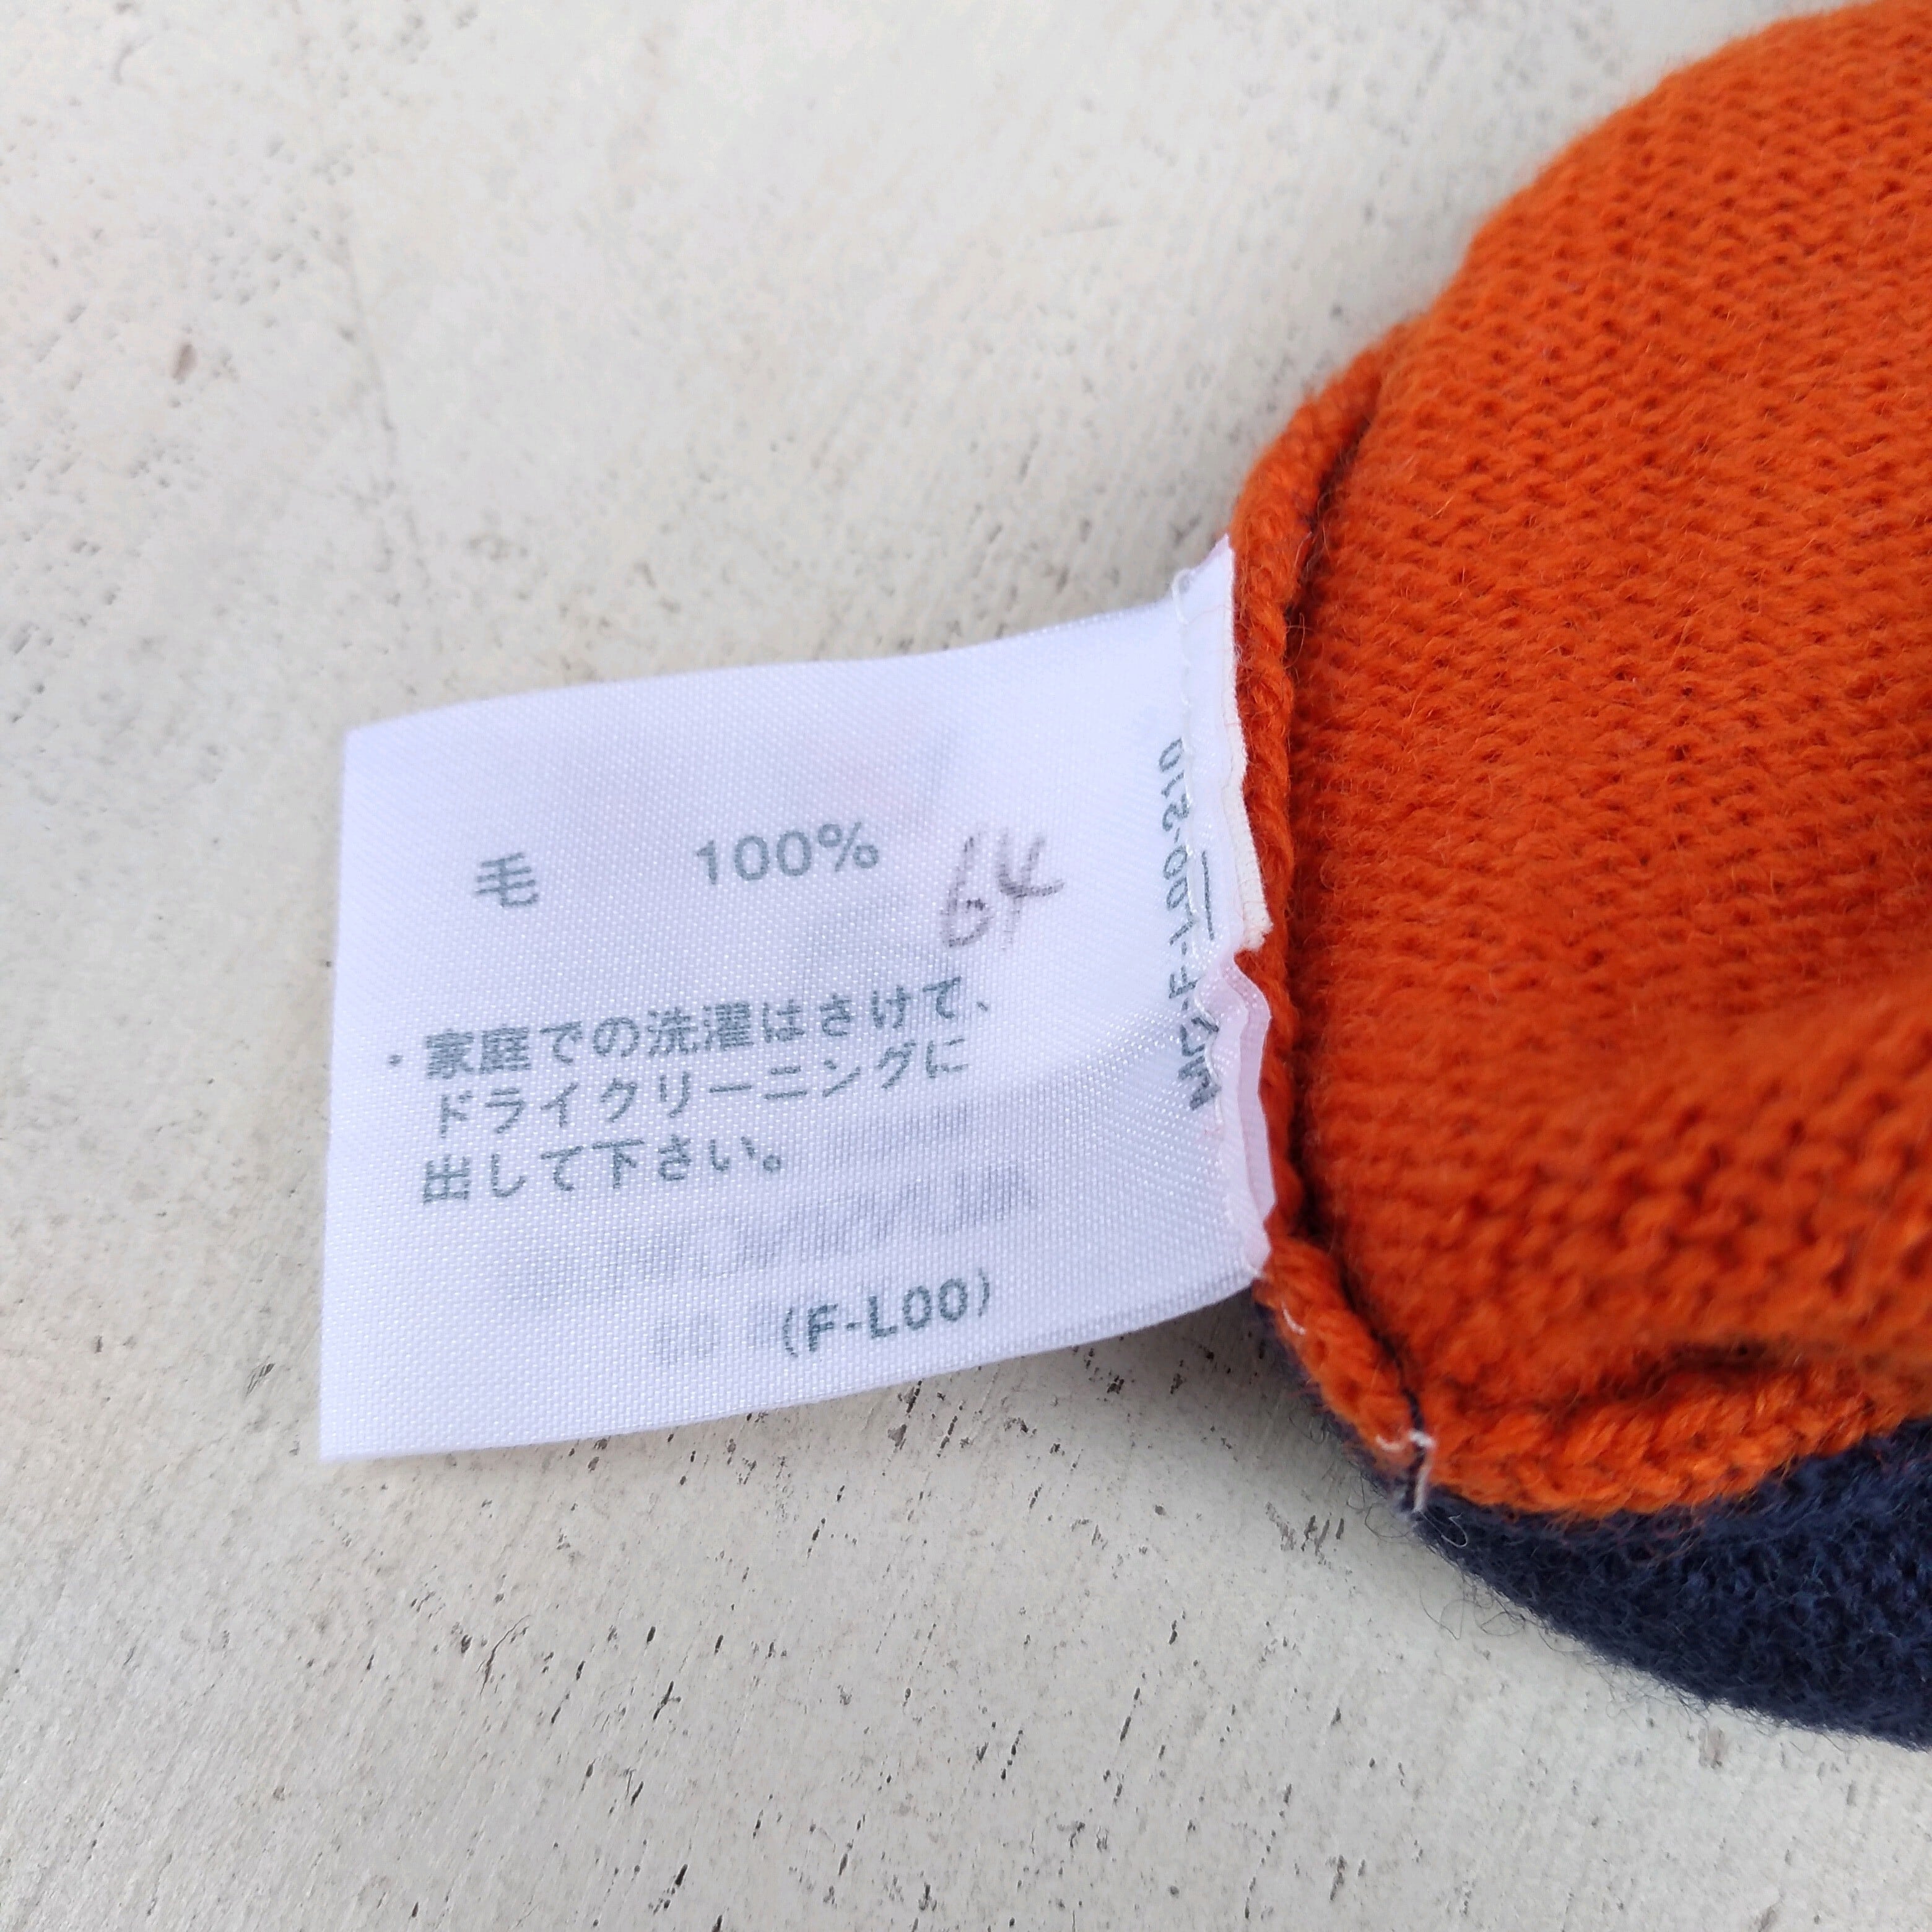 毛 100% 64
・家庭での洗濯はさけて、
ドライクリーニングに
出して下さい。
(F-L00)